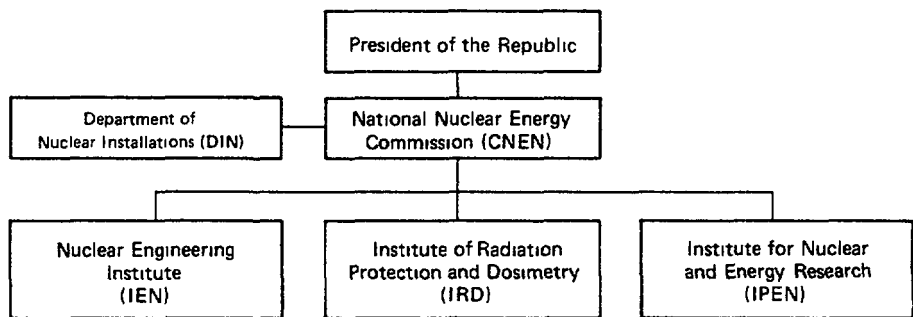 President of the Republic
Department of
Nuclear Installations (DIN)
National Nuclear Energy
Commission (CNEN)
Nuclear Engineering
Institute
(IEN)
Institute of Radiation
Protection and Dosimetry
(IRD)
Institute for Nuclear
and Energy Research
(IPEN)